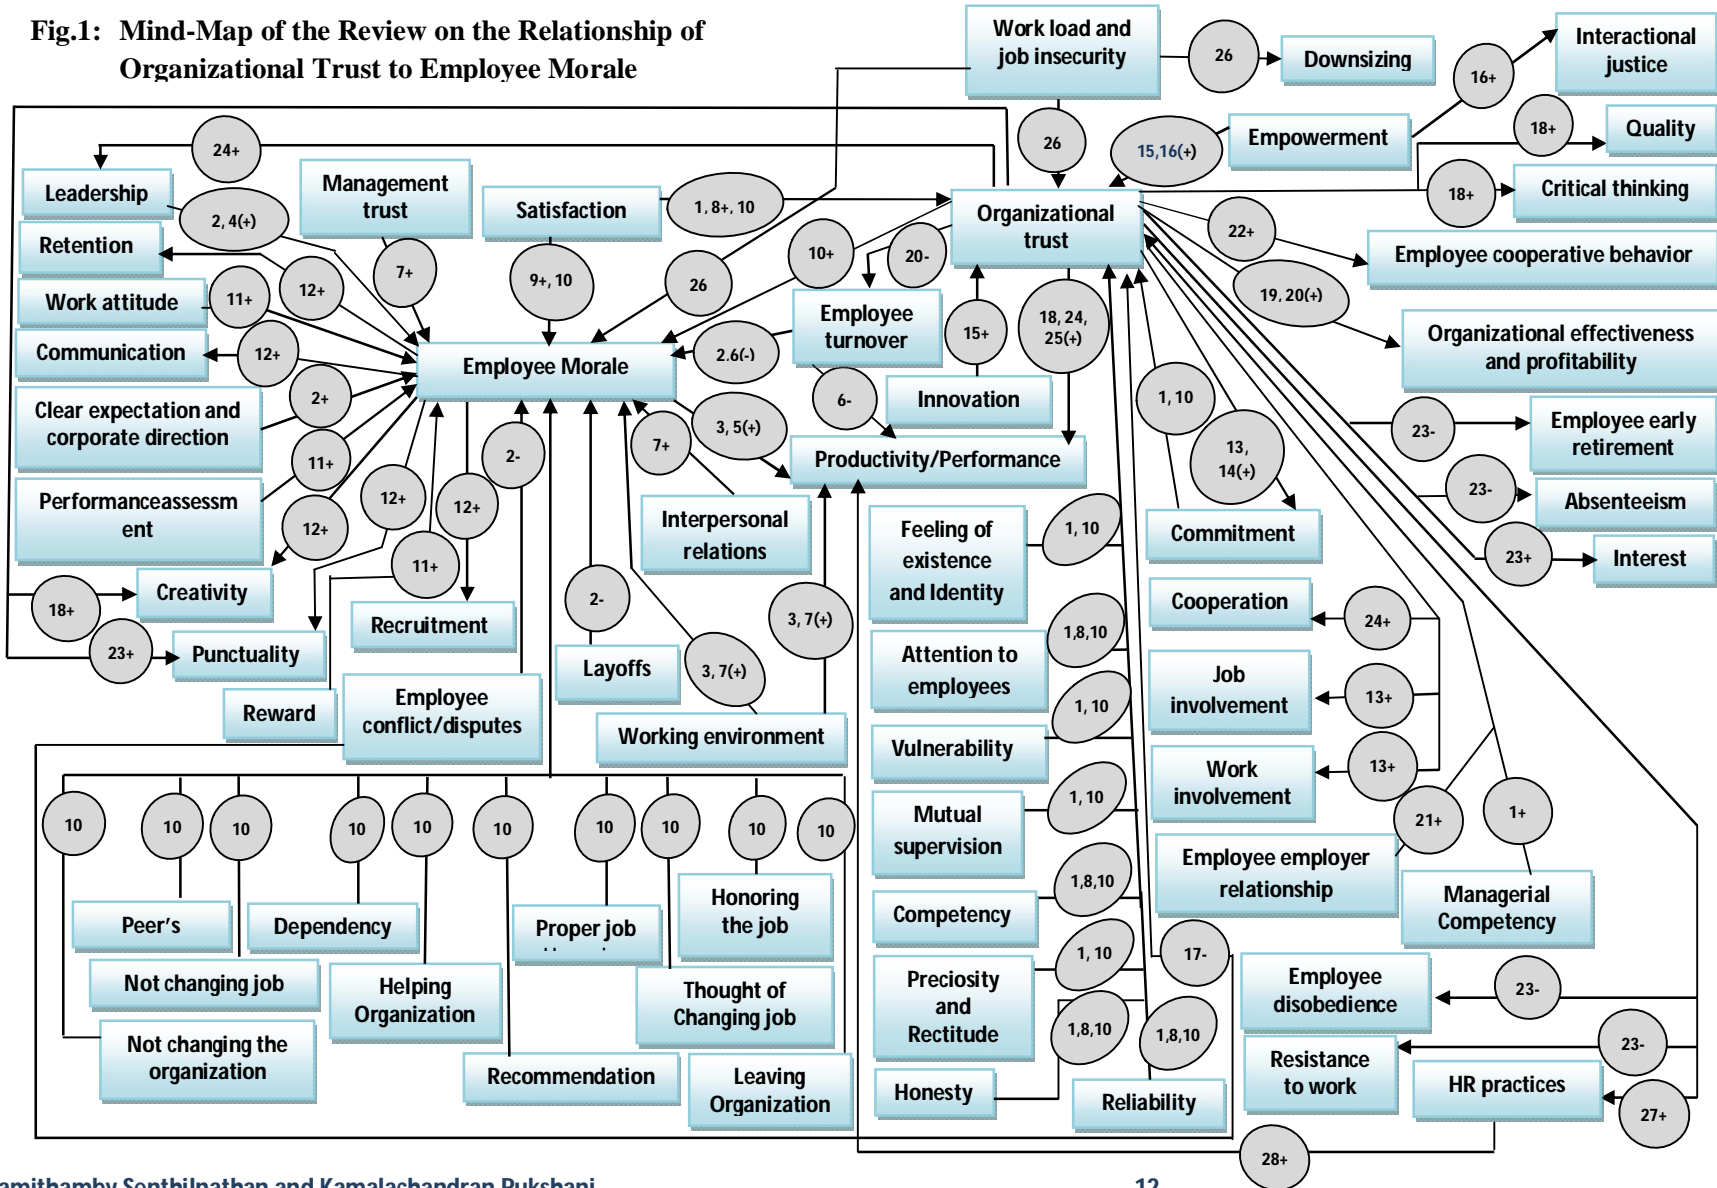 Fig.1: Mind-Map of the Review on the Relationship of
Organizational Trust to Employee Morale
Work load and
job insecurity
26
Downsizing
16+
Interactional
justice
26
15,16(+)
Empowerment
18+
Quality
24+
Leadership
2, 4(+)
Management
trust
Satisfaction
1, 8+, 10
Organizational
trust
18+
Critical thinking
Retention
12+
7+
9+, 10
26
10+
20-
22+
Employee cooperative behavior
Work attitude
11+
Employee
turnover
15+
18, 24,
25(+)
19, 20(+)
Organizational effectiveness
and profitability
Communication
12+
Employee Morale
2.6(-)
6-
Innovation
1, 10
Clear expectation and
corporate direction
2+
3, 5(+)
7+
Productivity/Performance
13,
14(+)
23-
Employee early
retirement
Performanceassessm
ent
11+
12+
12+
12+
2-
11+
Interpersonal
relations
Feeling of
existence
and Identity
1, 10
Commitment
23-
Absenteeism
23+
Interest
Creativity
18+
23+
Punctuality
Recruitment
2-
Layoffs
3, 7(+)
3, 7(+)
Attention to
employees
1,8,10
Cooperation
24+
Reward
Employee
conflict/disputes
Working environment
Vulnerability
1, 10
Job
involvement
13+
10
10
10
10
10
10
10
10
10
10
Mutual
supervision
1, 10
Work
involvement
13+
21+
1+
Peer's
Dependency
Proper job
Honoring
the job
Competency
1,8,10
Employee employer
relationship
Managerial
Competency
Not changing job
Helping
Organization
Thought of
Changing job
Preciosity
and
Rectitude
1, 10
17-
Employee
disobedience
23-
Not changing the
organization
Recommendation
Leaving
Organization
Honesty
1,8,10
1,8,10
Reliability
Resistance
to work
23-
HR practices
27+
28+
amithamby Senthilnathan and Kamalachandran Rukshani
12